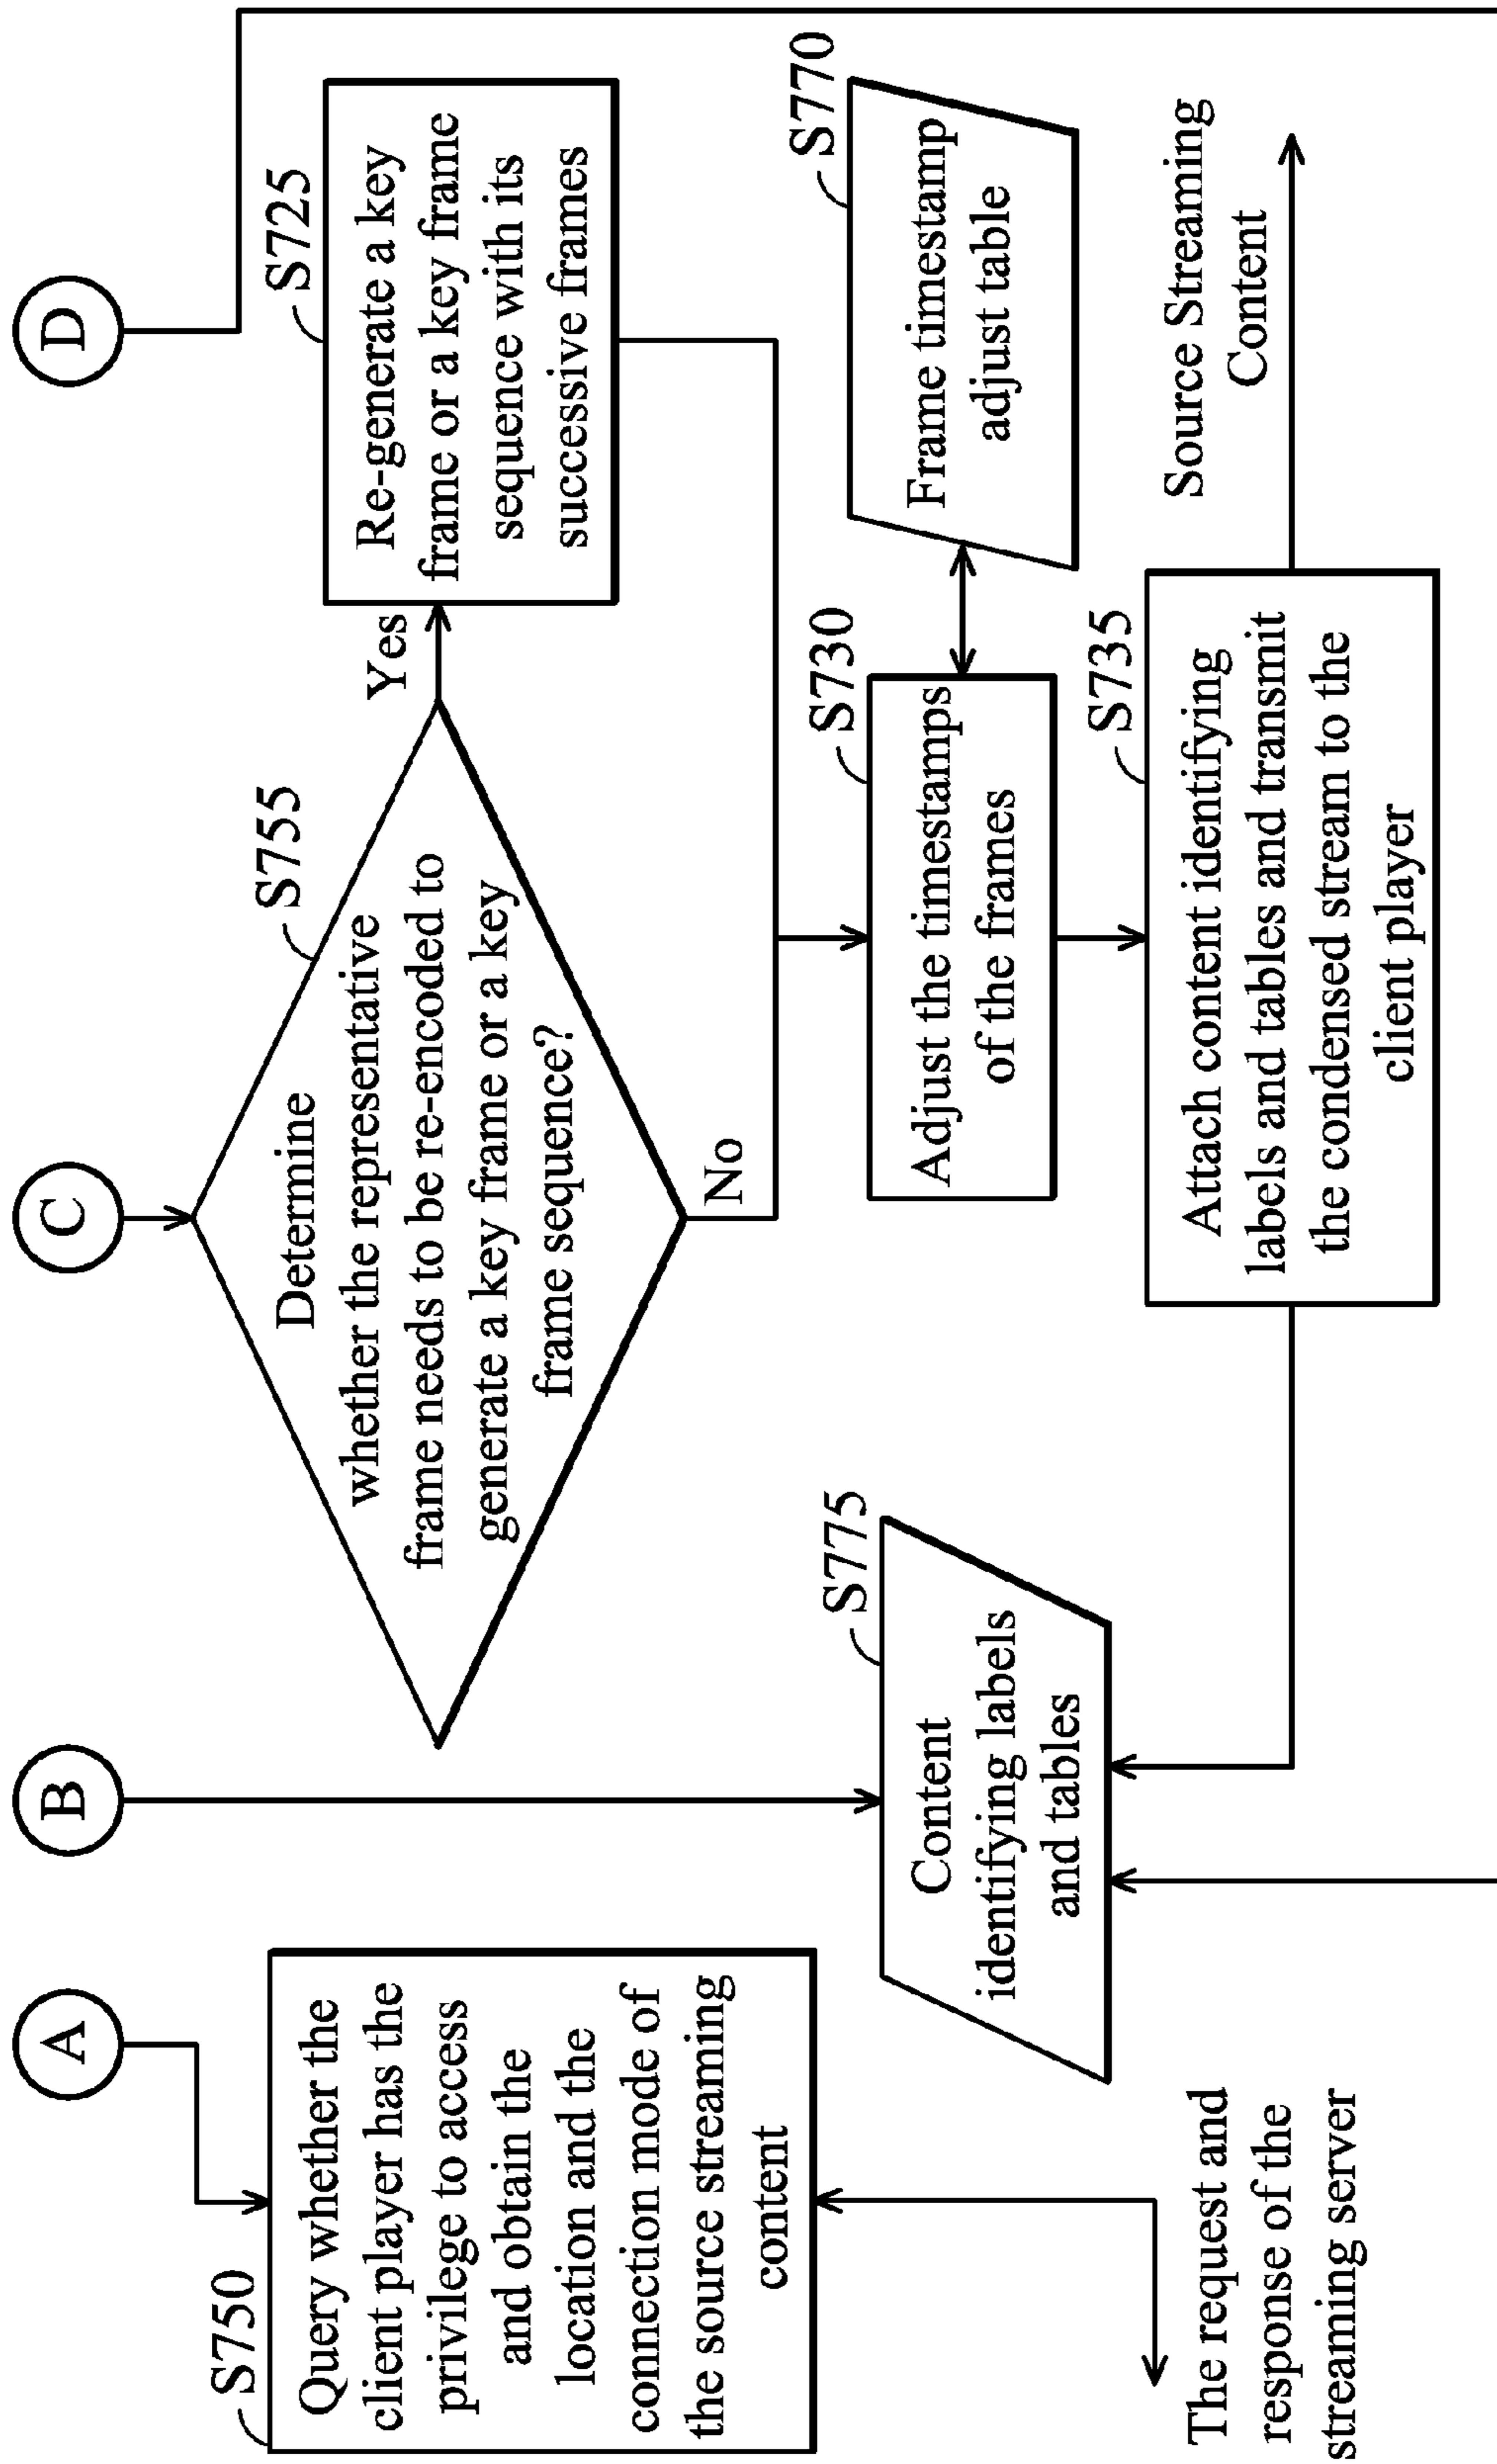 A
B
C
D
S750
Query whether the
client player has the
privilege to access
and obtain the
location and the
connection mode of
the source streaming
content
The request and
response of the
streaming server
S775
Content
identifying labels
and tables
S755
Determine
whether the representative
frame needs to be re-encoded to
generate a key frame or a key
frame sequence?
Yes
No
S725
Re-generate a key
frame or a key frame
sequence with its
successive frames
S730
Adjust the timestamps
of the frames
S770
Frame timestamp
adjust table
S735
Attach content identifying
labels and tables and transmit
the condensed stream to the
client player
Source Streaming
Content